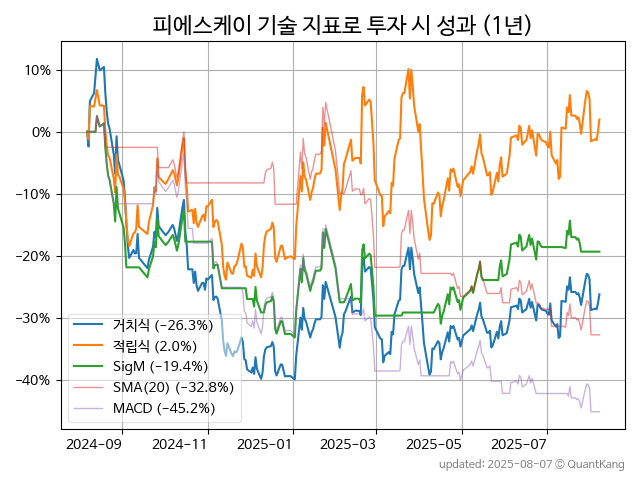 피에스케이 기술 지표로 투자 시 성과 (1년)
10%
0%
−10%
−20%
−30%
−40%
거치식 (−26.3%)
적립식 (2.0%)
SigM (−19.4%)
SMA(20) (−32.8%)
MACD (−45.2%)
2024-09
2024-11
2025-01
2025-03
2025-05
2025-07
updated: 2025-08-07 © QuantKang